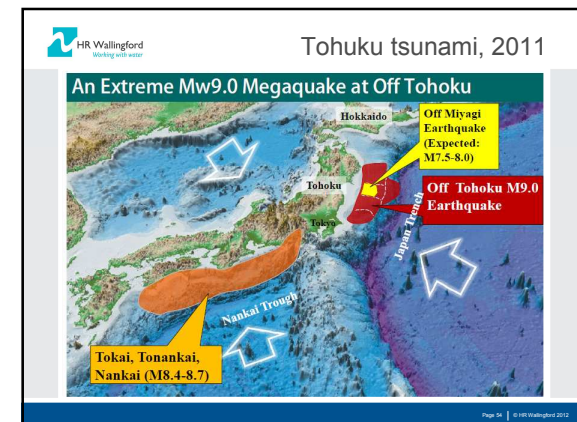 HR Wallingford
Working with water
Tohuku tsunami, 2011
An Extreme Mw9.0 Megaquake at Off Tohoku
Hokkaido
Off Miyagi
Earthquake
(Expected:
M7.5-8.0)
Tohoku
Off Tohoku M9.0
Earthquake
Tokyo
Japan Trench
Nankai Trough
Tokai, Tonankai,
Nankai (M8.4-8.7)
Page 54 | © HR Wallingford 2012